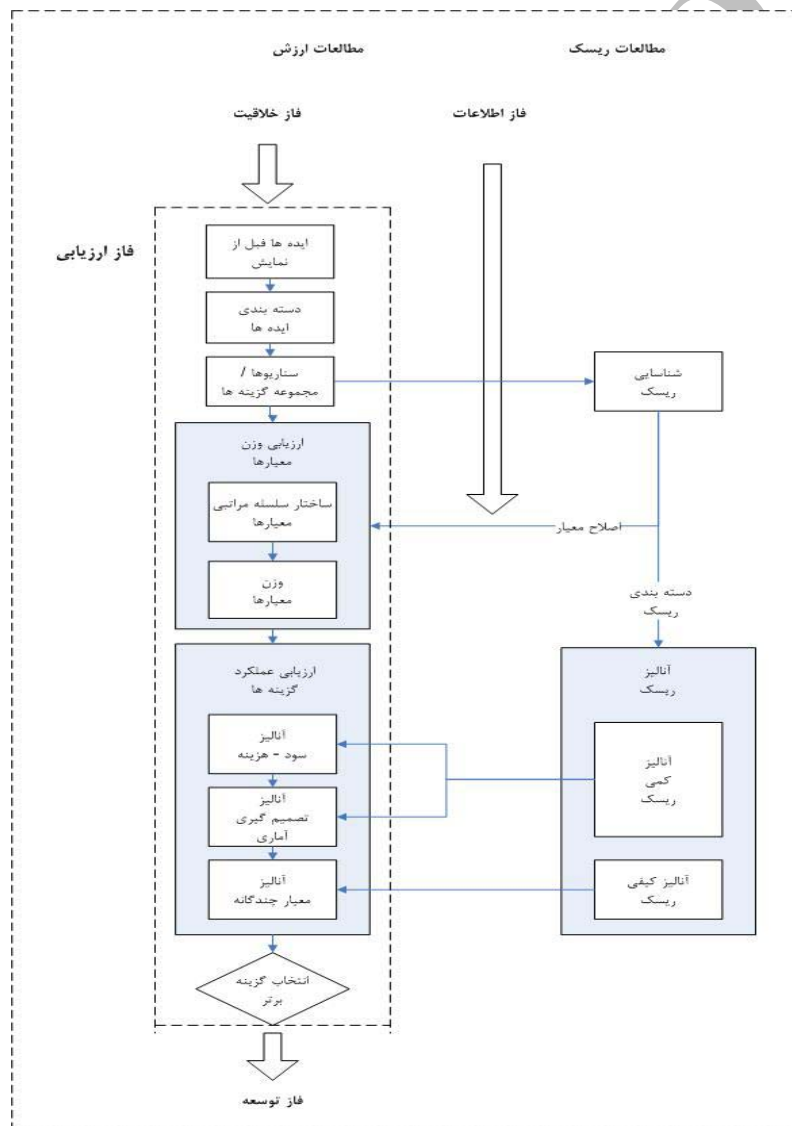 مطالعات ریسک
مطالعات ارزش
فاز اطلاعات
فاز خلاقیت
فاز ارزیابی
ایده ها قبل از
نمایش
دسته بندی
ایده ها
سناریوها /
مجموعه گزینه ها
شناسایی
ریسک
ارزیابی وزن
معیارها
ساختار سلسله مراتبی
معیارها
اصلاح معیار
وزن
معیارها
دسته بندی
ریسک
ارزیابی عملکرد
گزینه ها
آنالیز
ریسک
آنالیز
سود - هزینه
آنالیز
کمی
ریسک
آنالیز
تصمیم گیری
آماری
آنالیز
معیار چندگانه
آنالیز کیفی
ریسک
انتخاب گزینه
برتر
فاز توسعه